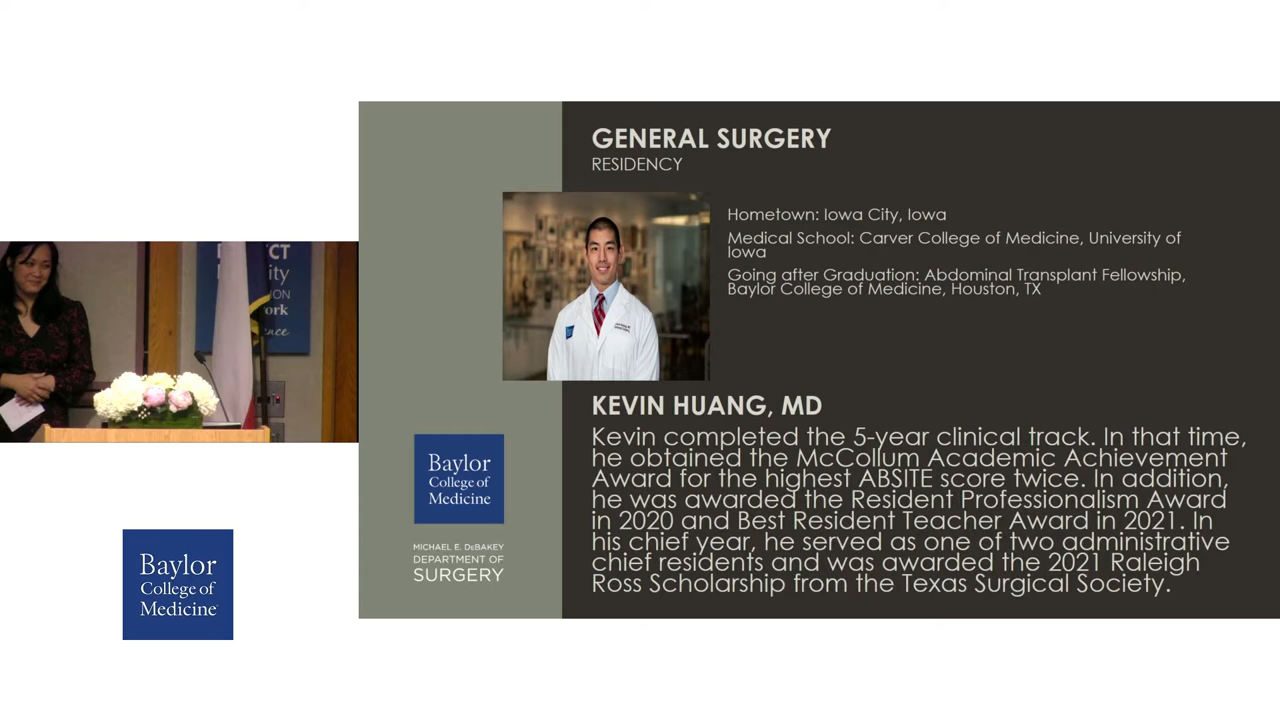 GENERAL SURGERY
RESIDENCY
Hometown: Iowa City, Iowa
Medical School: Carver College of Medicine, University of
Iowa
Going after Graduation: Abdominal Transplant Fellowship,
Baylor College of Medicine, Houston, TX
KEVIN HUANG, MD
Kevin completed the 5-year clinical track. In that time,
he obtained the McCollum Academic Achievement
Award for the highest ABSITE score twice. In addition,
he was awarded the Resident Professionalism Award
in 2020 and Best Resident Teacher Award in 2021. In
his chief year, he served as one of two administrative
chief residents and was awarded the 2021 Raleigh
Ross Scholarship from the Texas Surgical Society.
Baylor
College of
Medicine
MICHAEL E. DEBAKEY
DEPARTMENT OF
SURGERY
Baylor
College of
Medicine